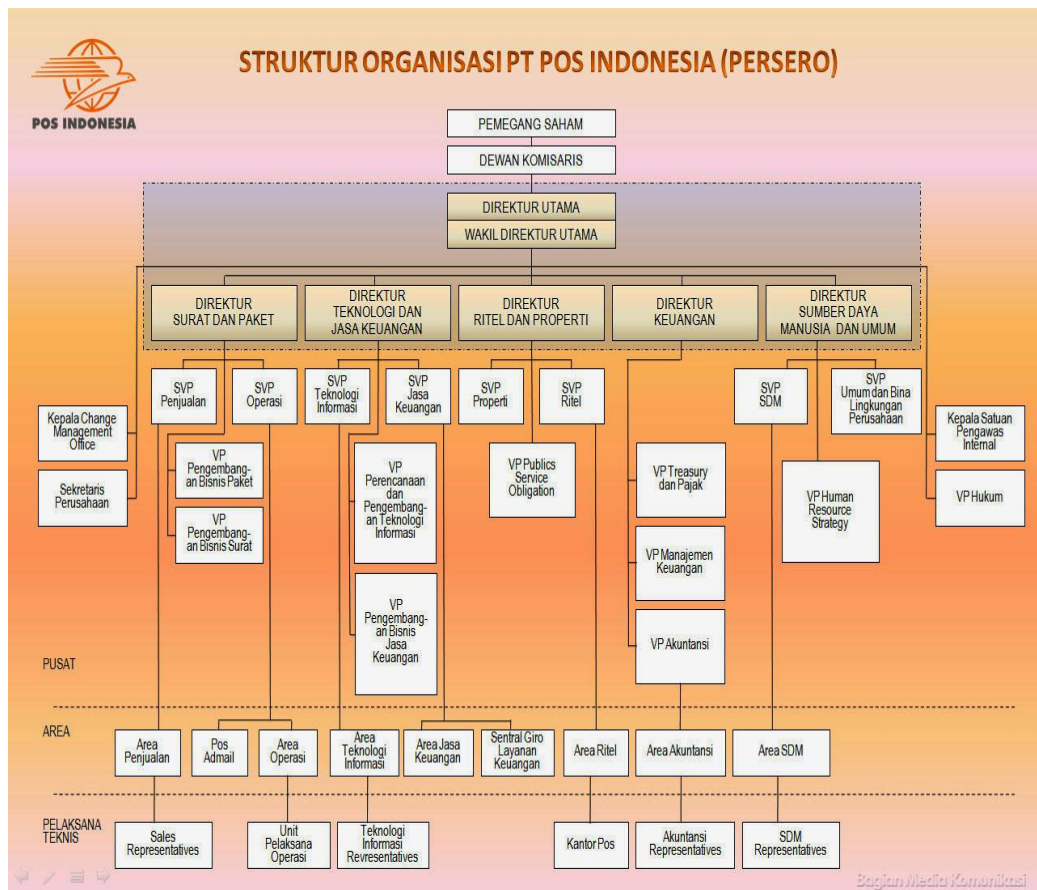 STRUKTUR ORGANISASI PT POS INDONESIA (PERSERO)
POS INDONESIA
PEMEGANG SAHAM
DEWAN KOMISARIS
DIREKTUR UTAMA
WAKIL DIREKTUR UTAMA
DIREKTUR
SURAT DAN PAKET
DIREKTUR
TEKNOLOGI DAN
JASA KEUANGAN
DIREKTUR
RITEL DAN PROPERTI
DIREKTUR
KEUANGAN
DIREKTUR
SUMBER DAYA
MANUSIA DAN UMUM
SVP
Penjualan
SVP
Operasi
SVP
Teknologi
Informasi
SVP
Jasa
Keuangan
SVP
Properti
SVP
Ritel
SVP
SDM
SVP
Umum dan Bina
Lingkungan
Perusahaan
Kepala Change
Management
Office
Sekretaris
Perusahaan
VP
Pengembang-
an Bisnis Paket
VP
Pengembang-
an Bisnis Surat
VP
Perencanaan
dan
Pengembang-
an Teknologi
Informasi
VP
Pengembang-
an Bisnis
Jasa
Keuangan
VP Publics
Service
Obligation
VP Treasury
dan Pajak
VP Manajemen
Keuangan
VP Akuntansi
VP Human
Resource
Strategy
Kepala Satuan
Pengawas
Internal
VP Hukum
PUSAT
AREA
Area
Penjualan
Pos
Admail
Area
Operasi
Area
Teknologi
Informasi
Area Jasa
Keuangan
Sentral Giro
Layanan
Keuangan
Area Ritel
Area Akuntansi
Area SDM
PELAKSANA
TEKNIS
Sales
Representatives
Unit
Pelaksana
Operasi
Teknologi
Informasi
Revresentatives
Kantor Pos
Akuntansi
Representatives
SDM
Representatives
Bagian Media Komunikasi